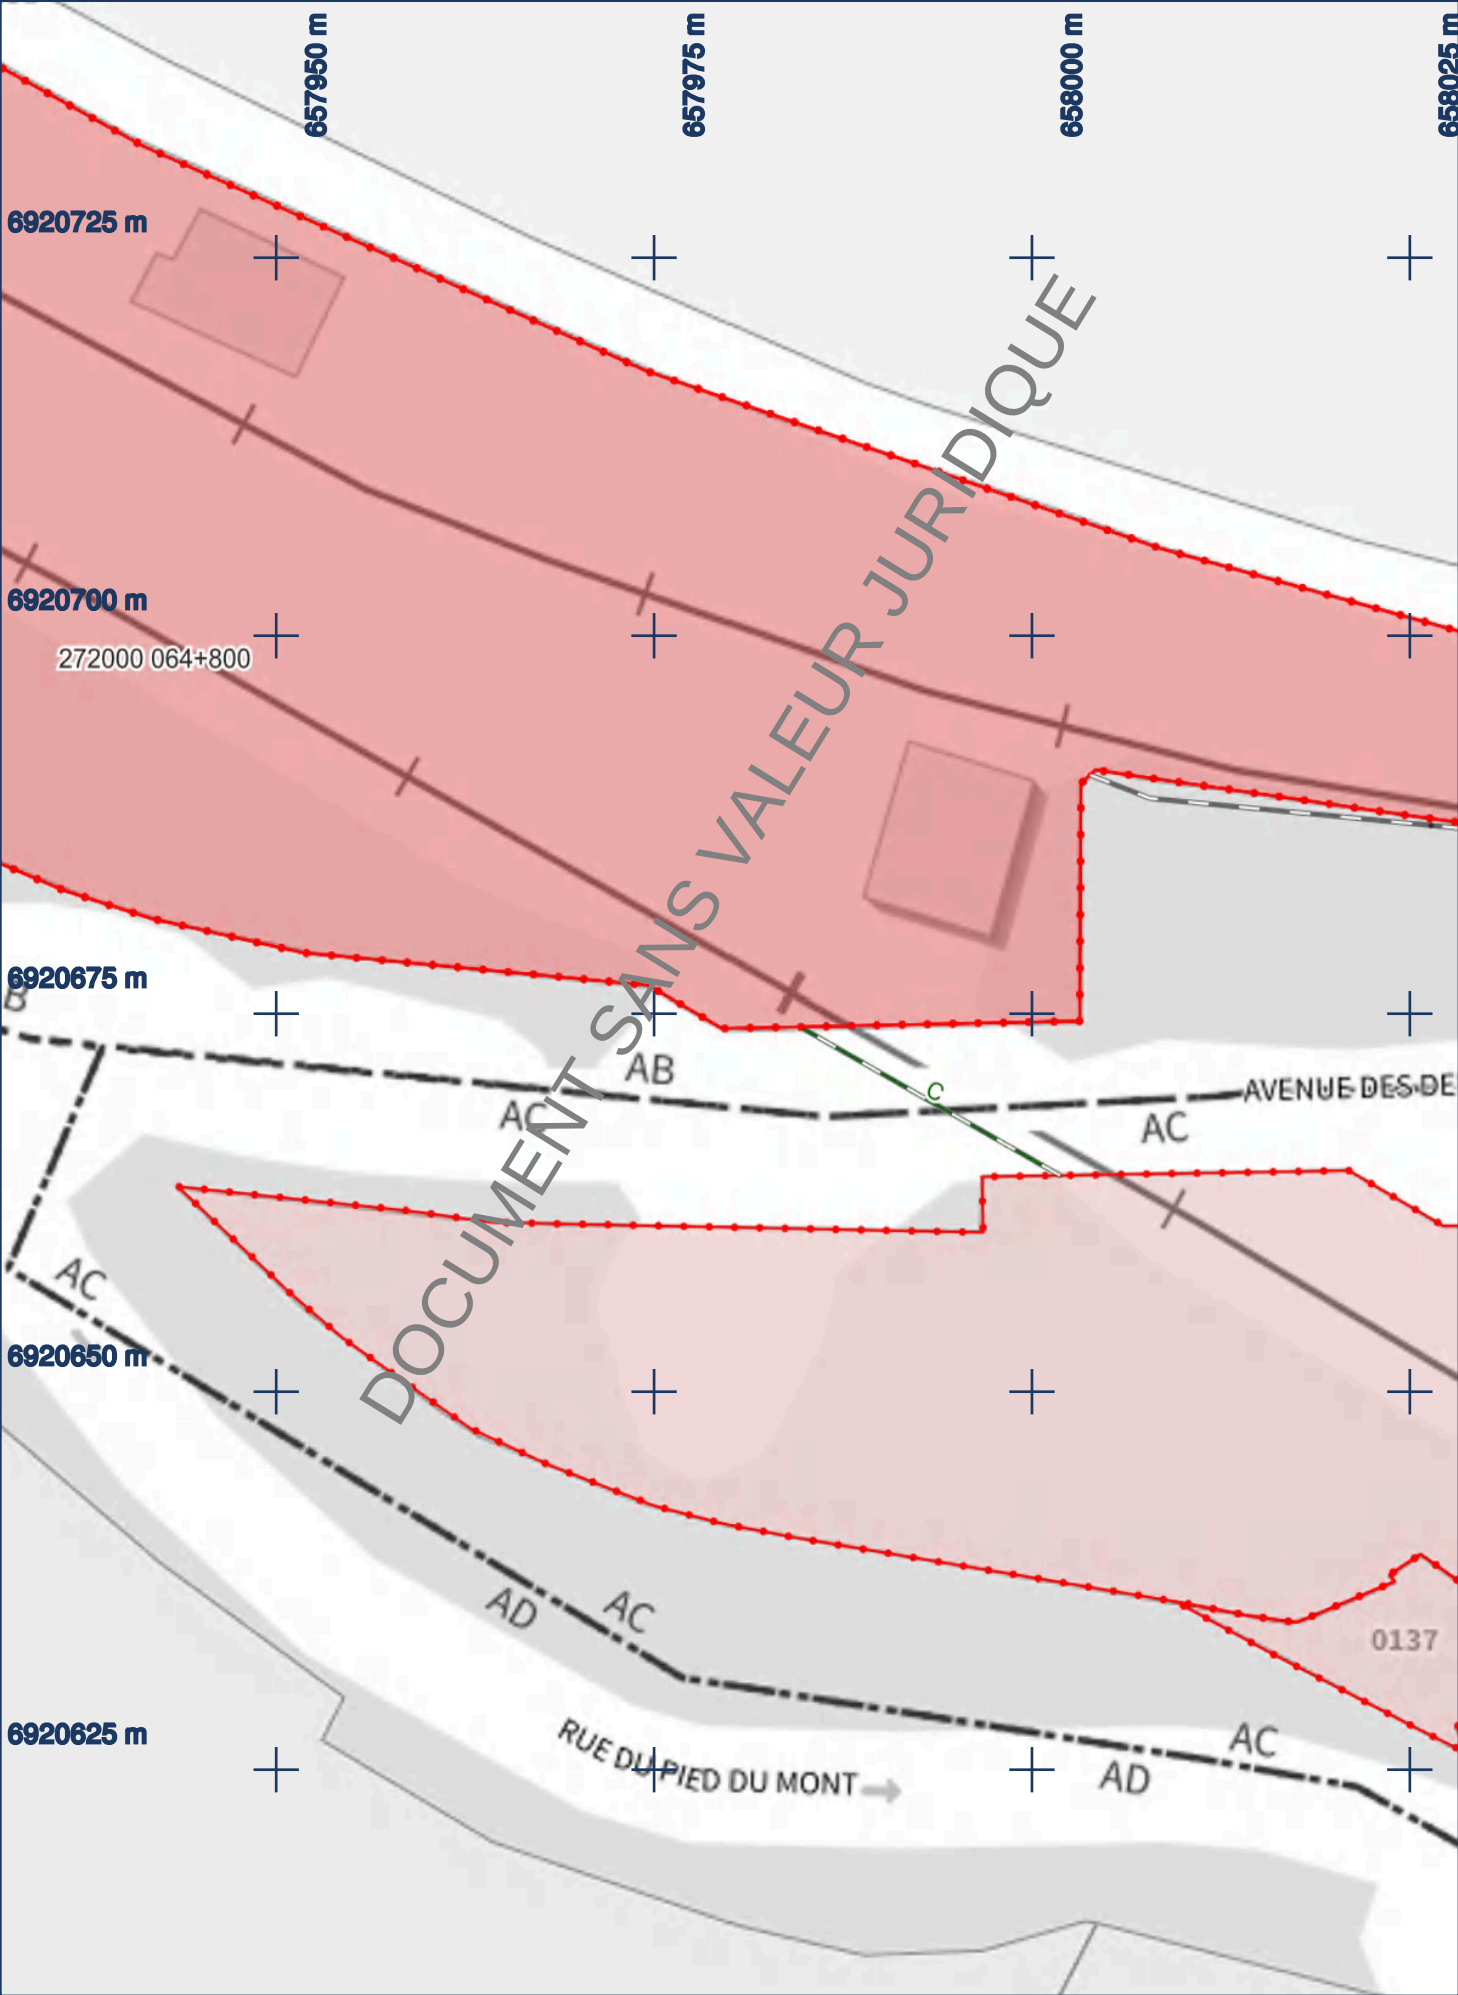 657950 m
657975 m
658000 m
658025 m
6920725 m
6920700 m
272000 064+800
6920675 m
B
AB
AC
C
AVENUE DES DE
AC
AC
6920650 m
AC
AD
0137
6920625 m
RUE DU PIED DU MONT
AC
AD
DOCUMENT SANS VALEUR JURIDIQUE